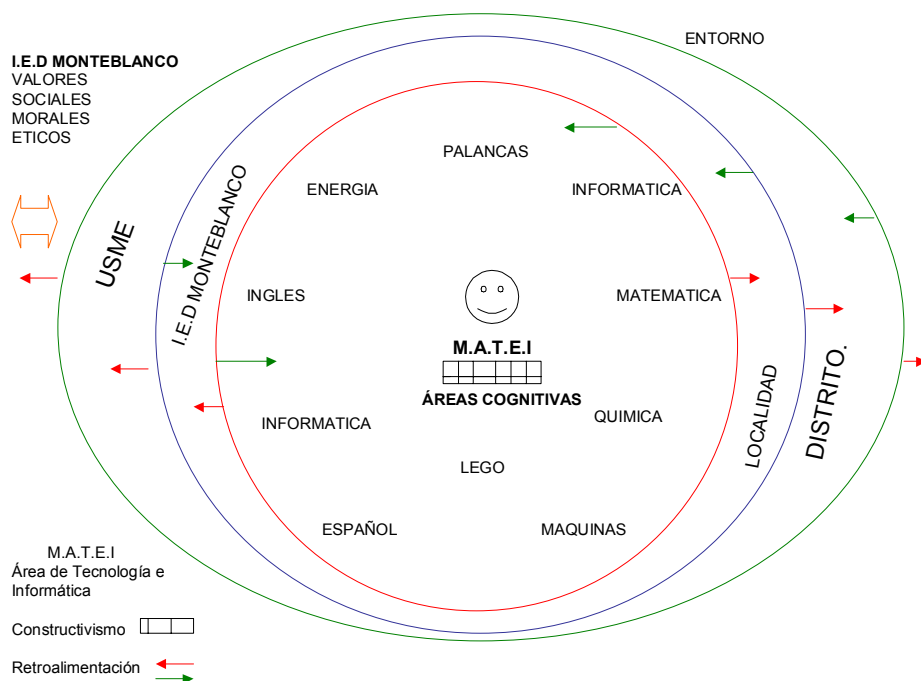 ENTORNO
I.E.D MONTEBLANCO
VALORES
SOCIALES
MORALES
ETICOS
PALANCAS
ENERGIA
INFORMATICA
USME
I.E.D MONTEBLANCO
INGLES
MATEMATICA
M.A.T.E.I
ÁREAS COGNITIVAS
INFORMATICA
QUIMICA
LOCALIDAD
DISTRITO.
LEGO
ESPAÑOL
MAQUINAS
M.A.T.E.I
Área de Tecnología e
Informática
Constructivismo
Retroalimentación